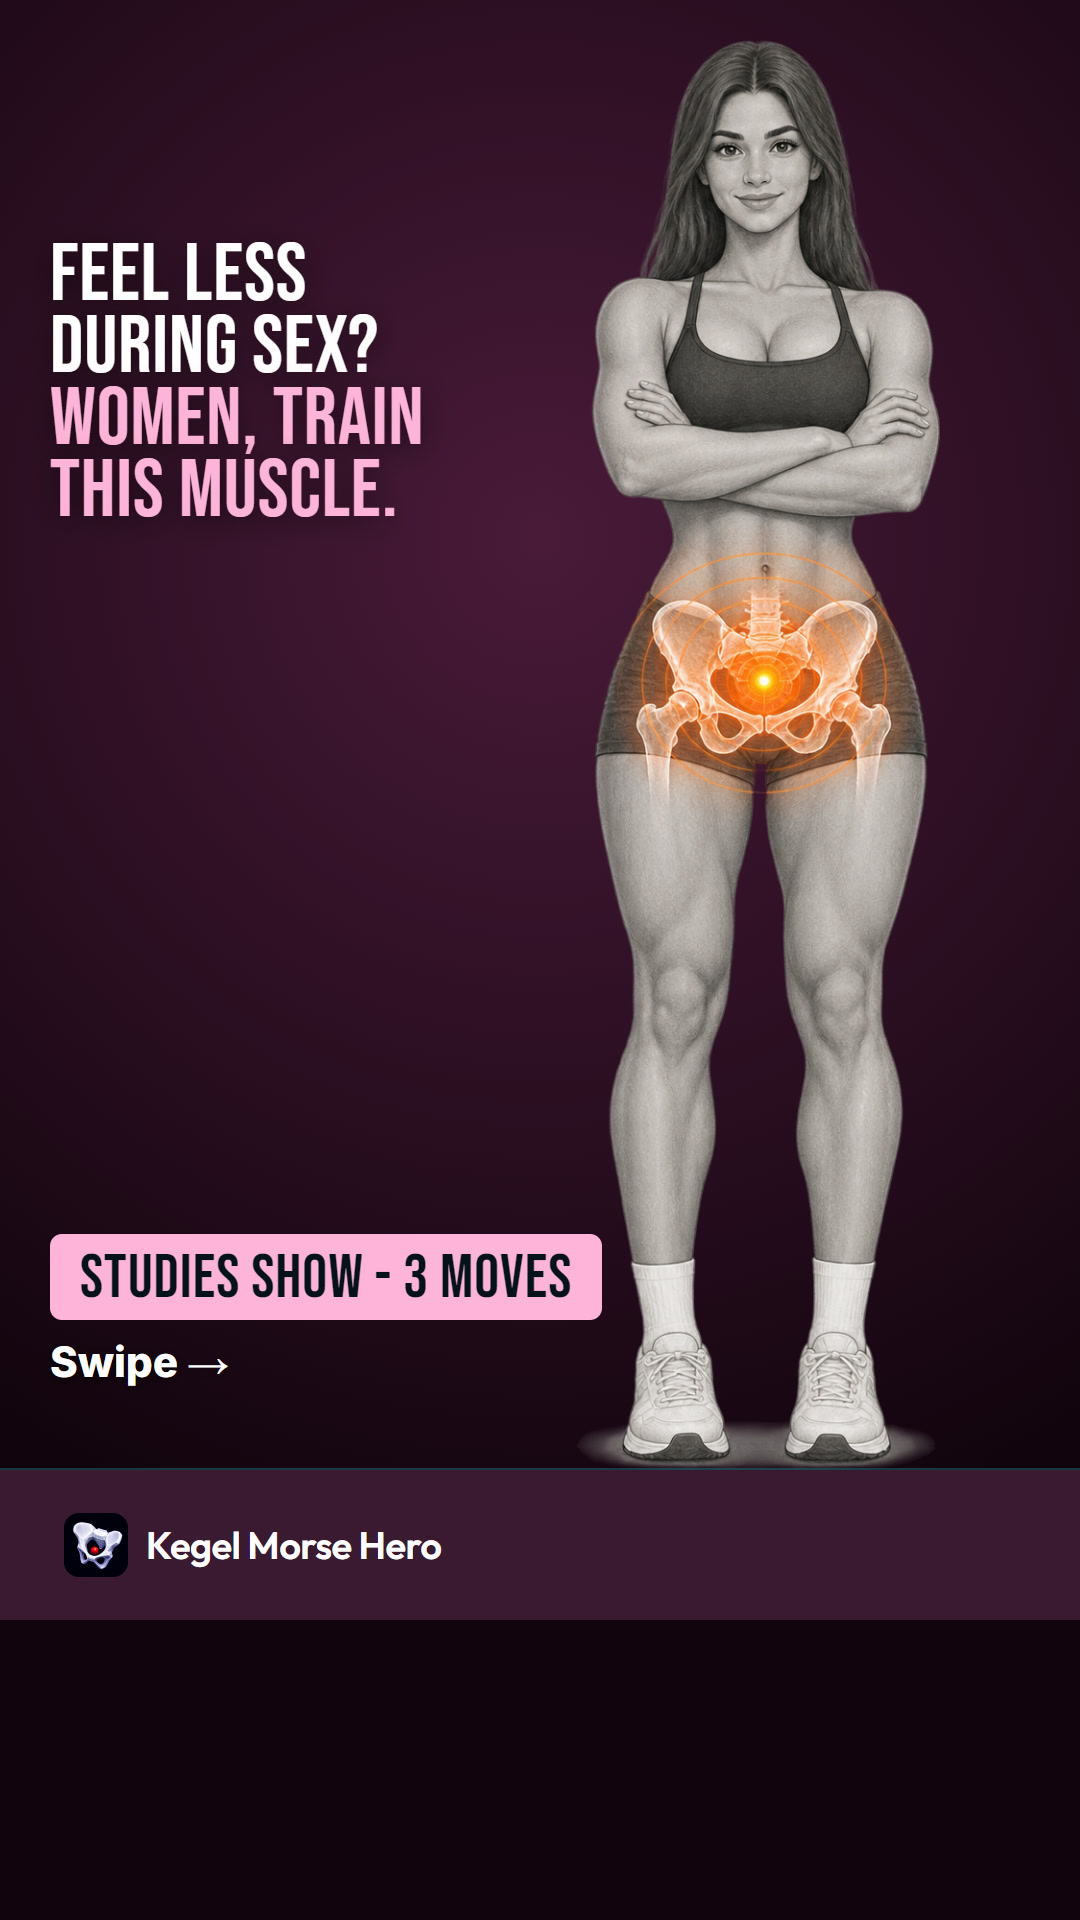 FEEL LESS
DURING SEX?
WOMEN, TRAIN
THIS MUSCLE.
STUDIES SHOW - 3 MOVES
Swipe →
Kegel Morse Hero